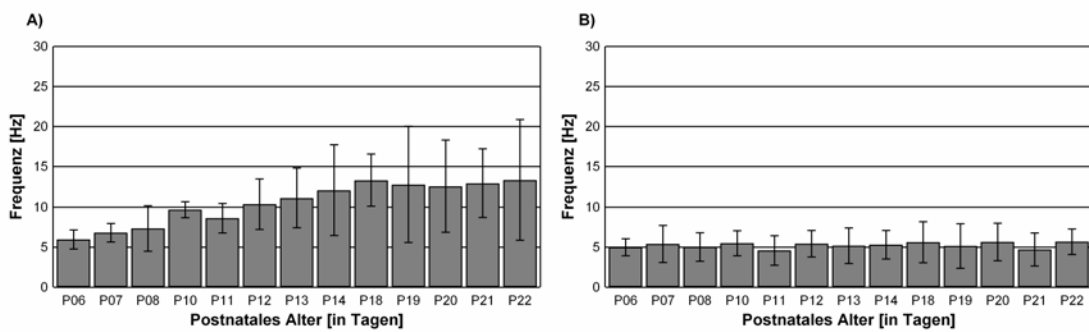 A)
30
25
20
15
10
5
0
Frequenz [Hz]
P06 P07 P08 P10 P11 P12 P13 P14 P18 P19 P20 P21 P22
Postnatales Alter [in Tagen]
B)
30
25
20
15
10
5
0
Frequenz [Hz]
P06 P07 P08 P10 P11 P12 P13 P14 P18 P19 P20 P21 P22
Postnatales Alter [in Tagen]